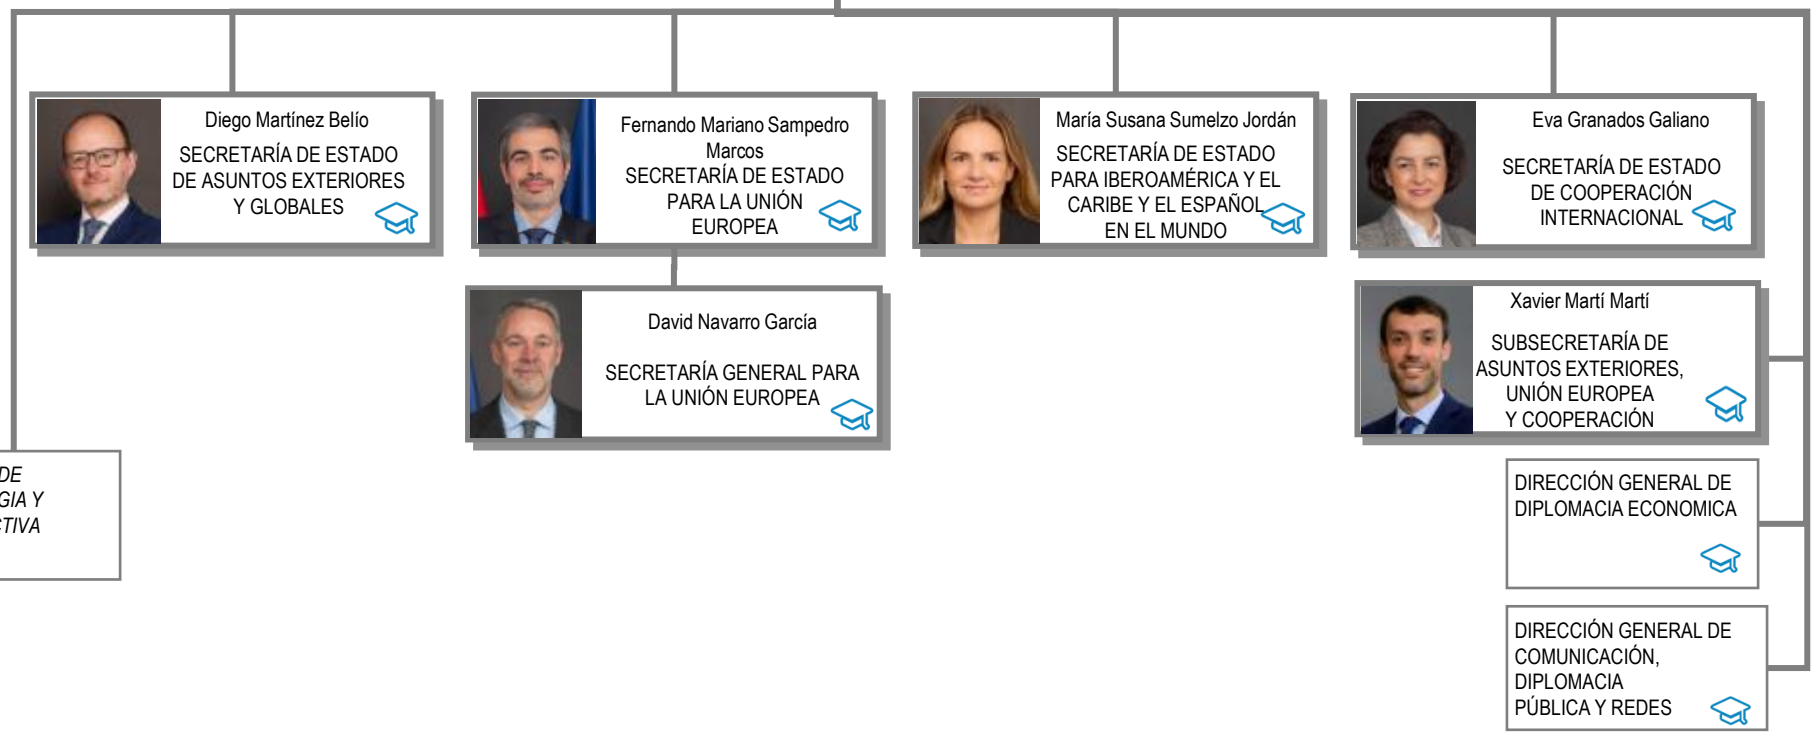 Diego Martínez Belío
SECRETARÍA DE ESTADO
DE ASUNTOS EXTERIORES
Y GLOBALES
Fernando Mariano Sampedro
Marcos
SECRETARÍA DE ESTADO
PARA LA UNIÓN
EUROPEA
María Susana Sumelzo Jordán
SECRETARÍA DE ESTADO
PARA IBEROAMÉRICA Y EL
CARIBE Y EL ESPAÑOL
EN EL MUNDO
Eva Granados Galiano
SECRETARÍA DE ESTADO
DE COOPERACIÓN
INTERNACIONAL
David Navarro García
SECRETARÍA GENERAL PARA
LA UNIÓN EUROPEA
Xavier Martí Martí
SUBSECRETARÍA DE
ASUNTOS EXTERIORES,
UNIÓN EUROPEA
Y COOPERACIÓN
DE
GIA Y
CTIVA
DIRECCIÓN GENERAL DE
DIPLOMACIA ECONOMICA
DIRECCIÓN GENERAL DE
COMUNICACIÓN,
DIPLOMACIA
PÚBLICA Y REDES